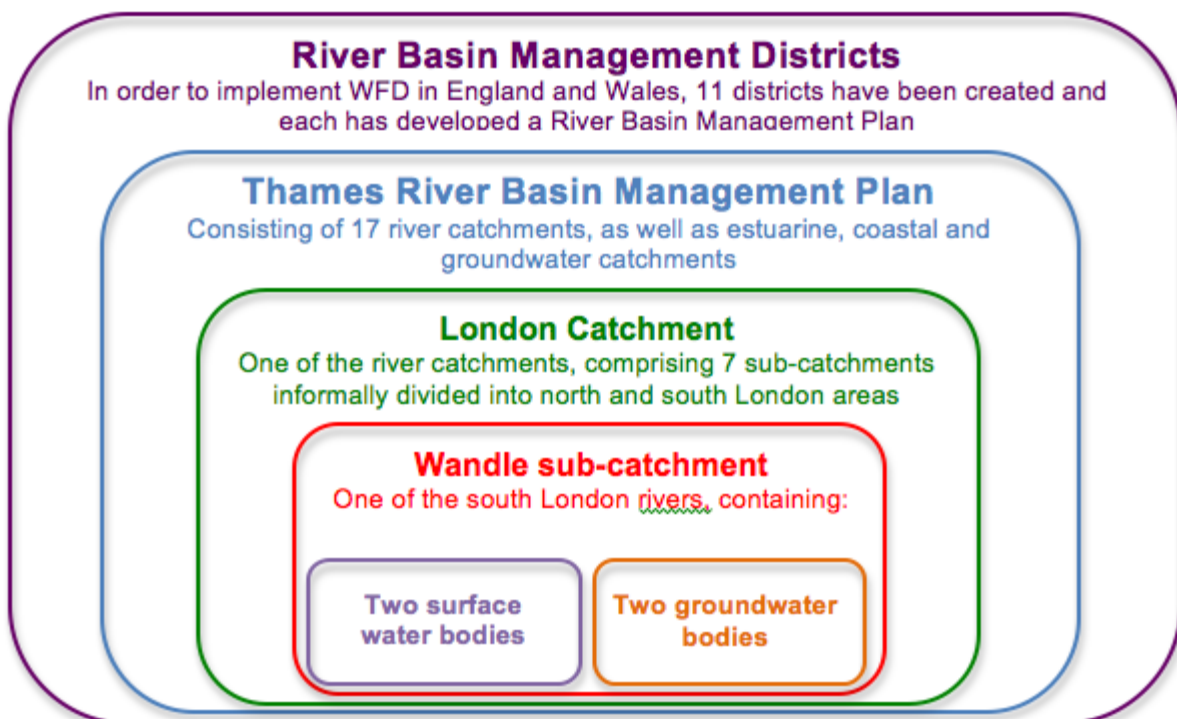 River Basin Management Districts
In order to implement WFD in England and Wales, 11 districts have been created and
each has developed a River Basin Management Plan
Thames River Basin Management Plan
Consisting of 17 river catchments, as well as estuarine, coastal and
groundwater catchments
London Catchment
One of the river catchments, comprising 7 sub-catchments
informally divided into north and south London areas
Wandle sub-catchment
One of the south London rivers, containing:
Two surface
water bodies
Two groundwater
bodies